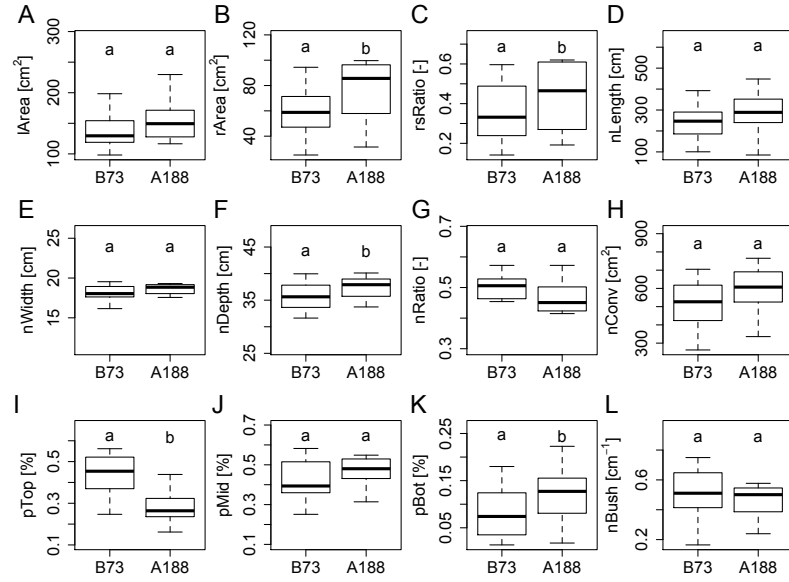 A B C D
lArea [cm²] 100 200 300 a a B73 A188
rArea [cm²] 40 60 80 120 a b B73 A188
rsRatio [-] 0.2 0.4 0.6 a b B73 A188
nLength [cm] 100 300 500 a a B73 A188
E F G H
nWidth [cm] 15 20 25 a a B73 A188
nDepth [cm] 25 35 45 a b B73 A188
nRatio [-] 0.3 0.5 0.7 a a B73 A188
nConv [cm²] 300 600 900 a a B73 A188
I J K L
pTop [%] 0.1 0.3 0.5 a b B73 A188
pMid [%] 0.1 0.3 0.5 0.7 a a B73 A188
pBot [%] 0.05 0.15 0.25 a b B73 A188
nBush [cm⁻¹] 0.2 0.6 a a B73 A188